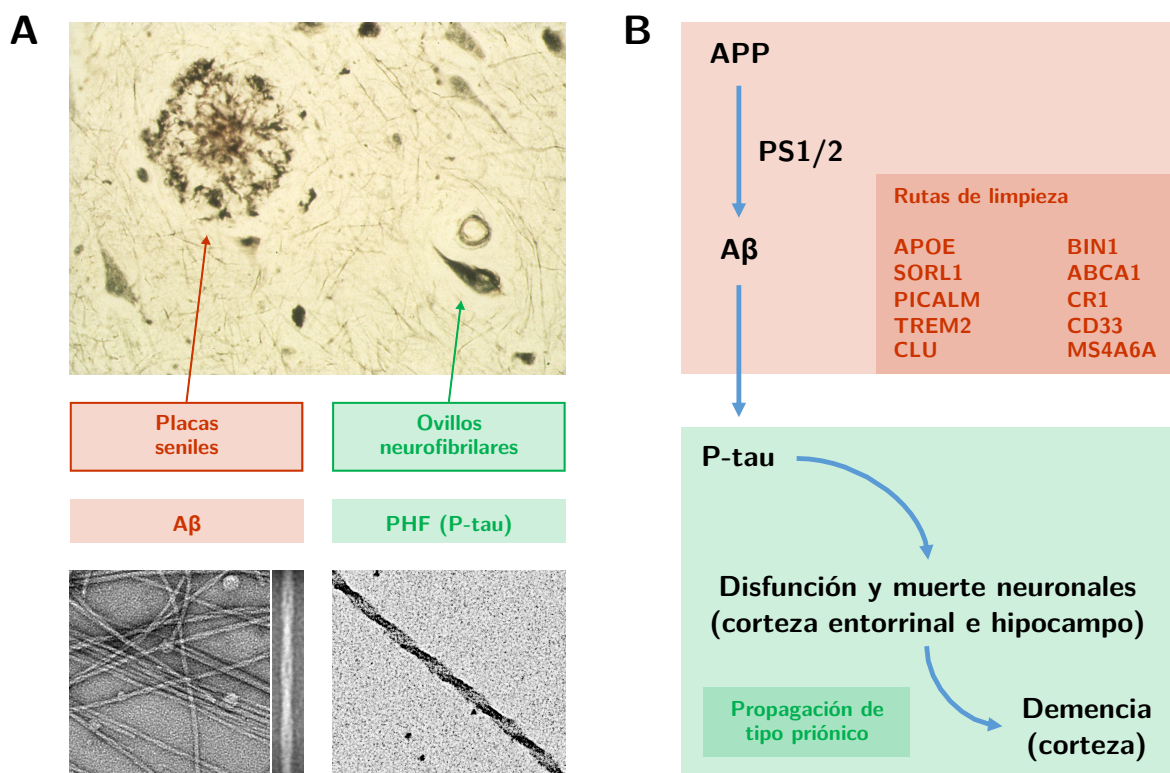 A
Placas
seniles
Ovillos
neurofibrilares
Aβ
PHF (P-tau)
B
APP
PS1/2
Aβ
Rutas de limpieza
APOE
SORL1
PICALM
TREM2
CLU
BIN1
ABCA1
CR1
CD33
MS4A6A
P-tau
Disfunción y muerte neuronales
(corteza entorrinal e hipocampo)
Propagación de
tipo priónico
Demencia
(corteza)